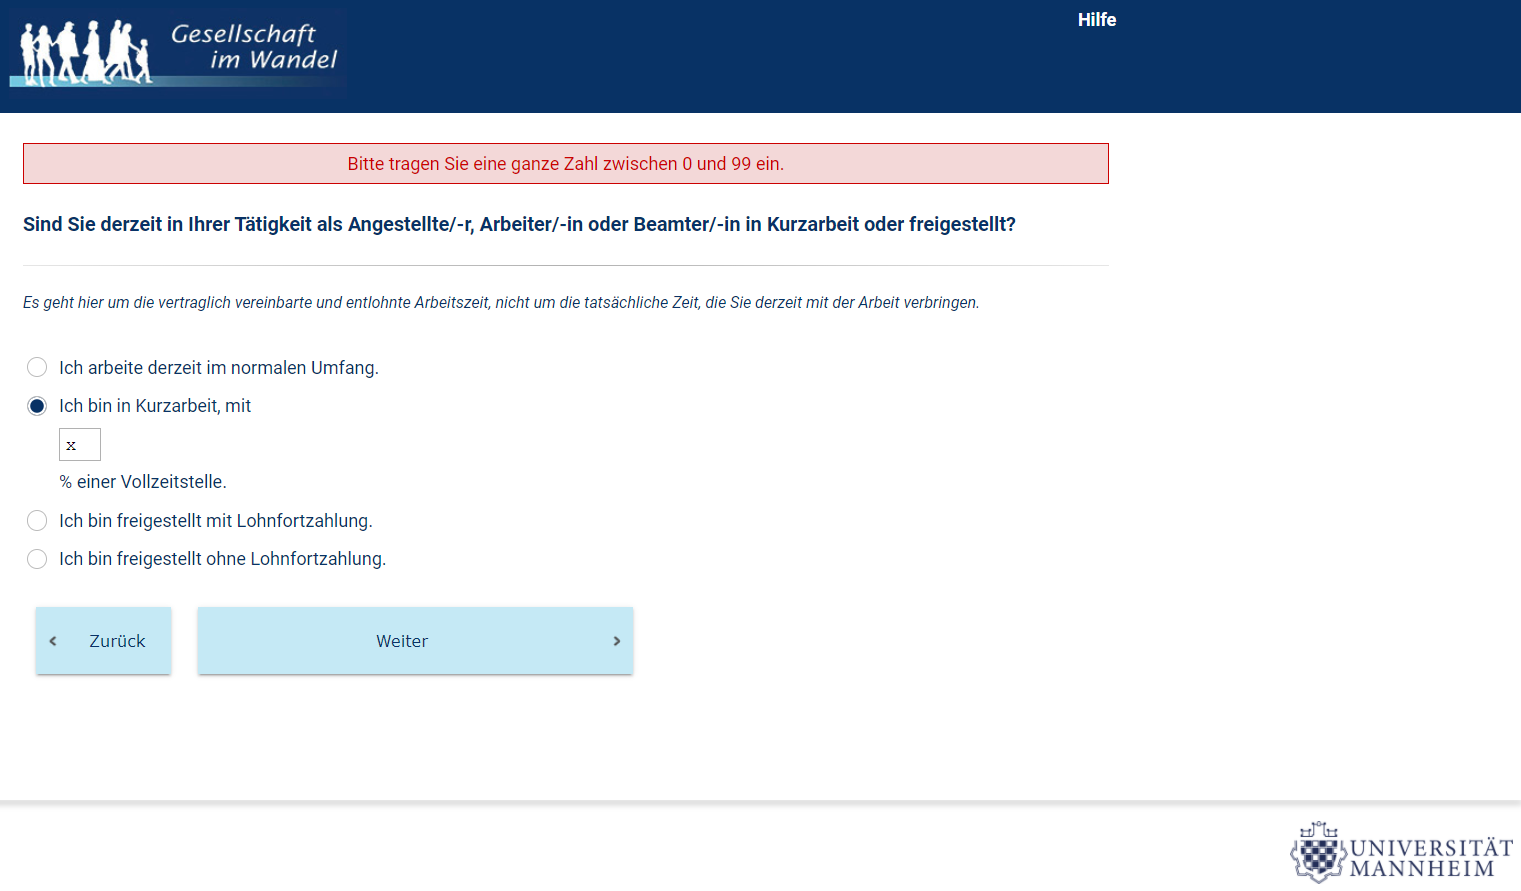 Gesellschaft
im Wandel
Hilfe
Bitte tragen Sie eine ganze Zahl zwischen 0 und 99 ein.
Sind Sie derzeit in Ihrer Tätigkeit als Angestellte/-r, Arbeiter/-in oder Beamter/-in in Kurzarbeit oder freigestellt?
Es geht hier um die vertraglich vereinbarte und entlohnte Arbeitszeit, nicht um die tatsächliche Zeit, die Sie derzeit mit der Arbeit verbringen.
Ich arbeite derzeit im normalen Umfang.
Ich bin in Kurzarbeit, mit
x
% einer Vollzeitstelle.
Ich bin freigestellt mit Lohnfortzahlung.
Ich bin freigestellt ohne Lohnfortzahlung.
Zurück
Weiter
UNIVERSITÄT
MANNHEIM